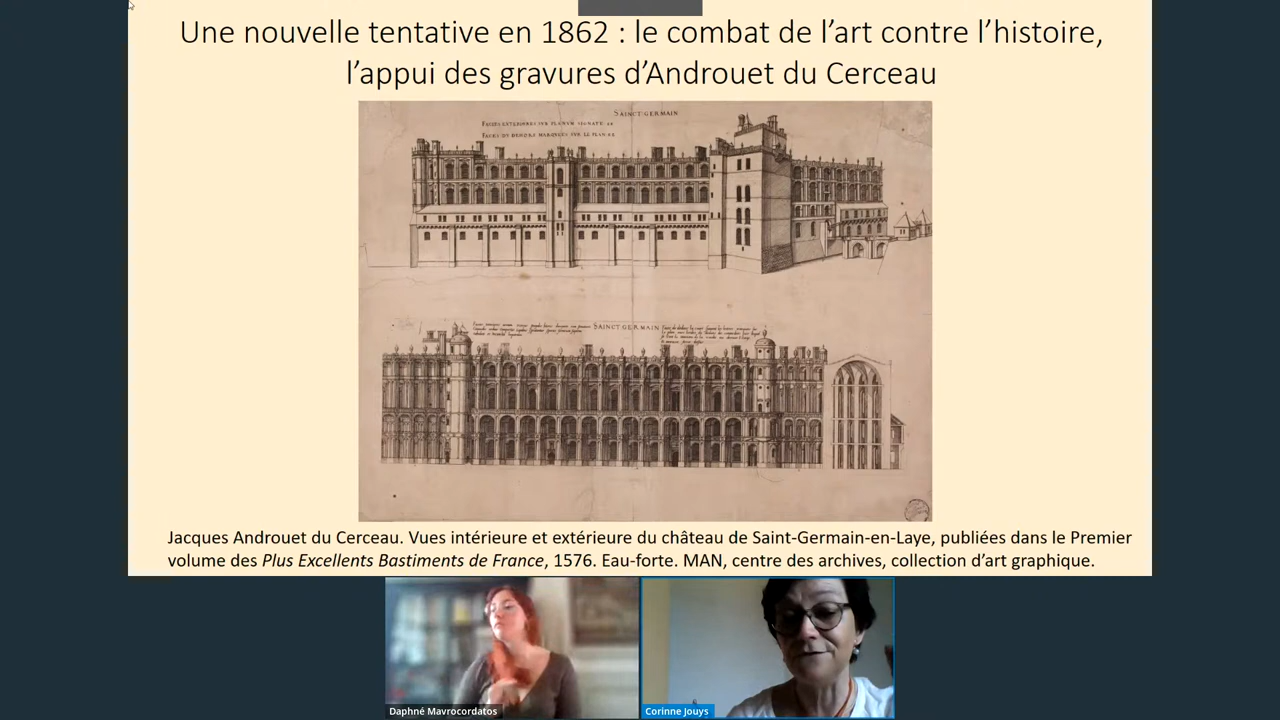 Une nouvelle tentative en 1862 : le combat de l’art contre l’histoire,
l’appui des gravures d’Androuet du Cerceau
SAINCT·GERMAIN
SAINCT GERMAIN
Jacques Androuet du Cerceau. Vues intérieure et extérieure du château de Saint-Germain-en-Laye, publiées dans le Premier
volume des Plus Excellents Bastiments de France, 1576. Eau-forte. MAN, centre des archives, collection d’art graphique.
Daphné Mavrocordatos
Corinne Jouys